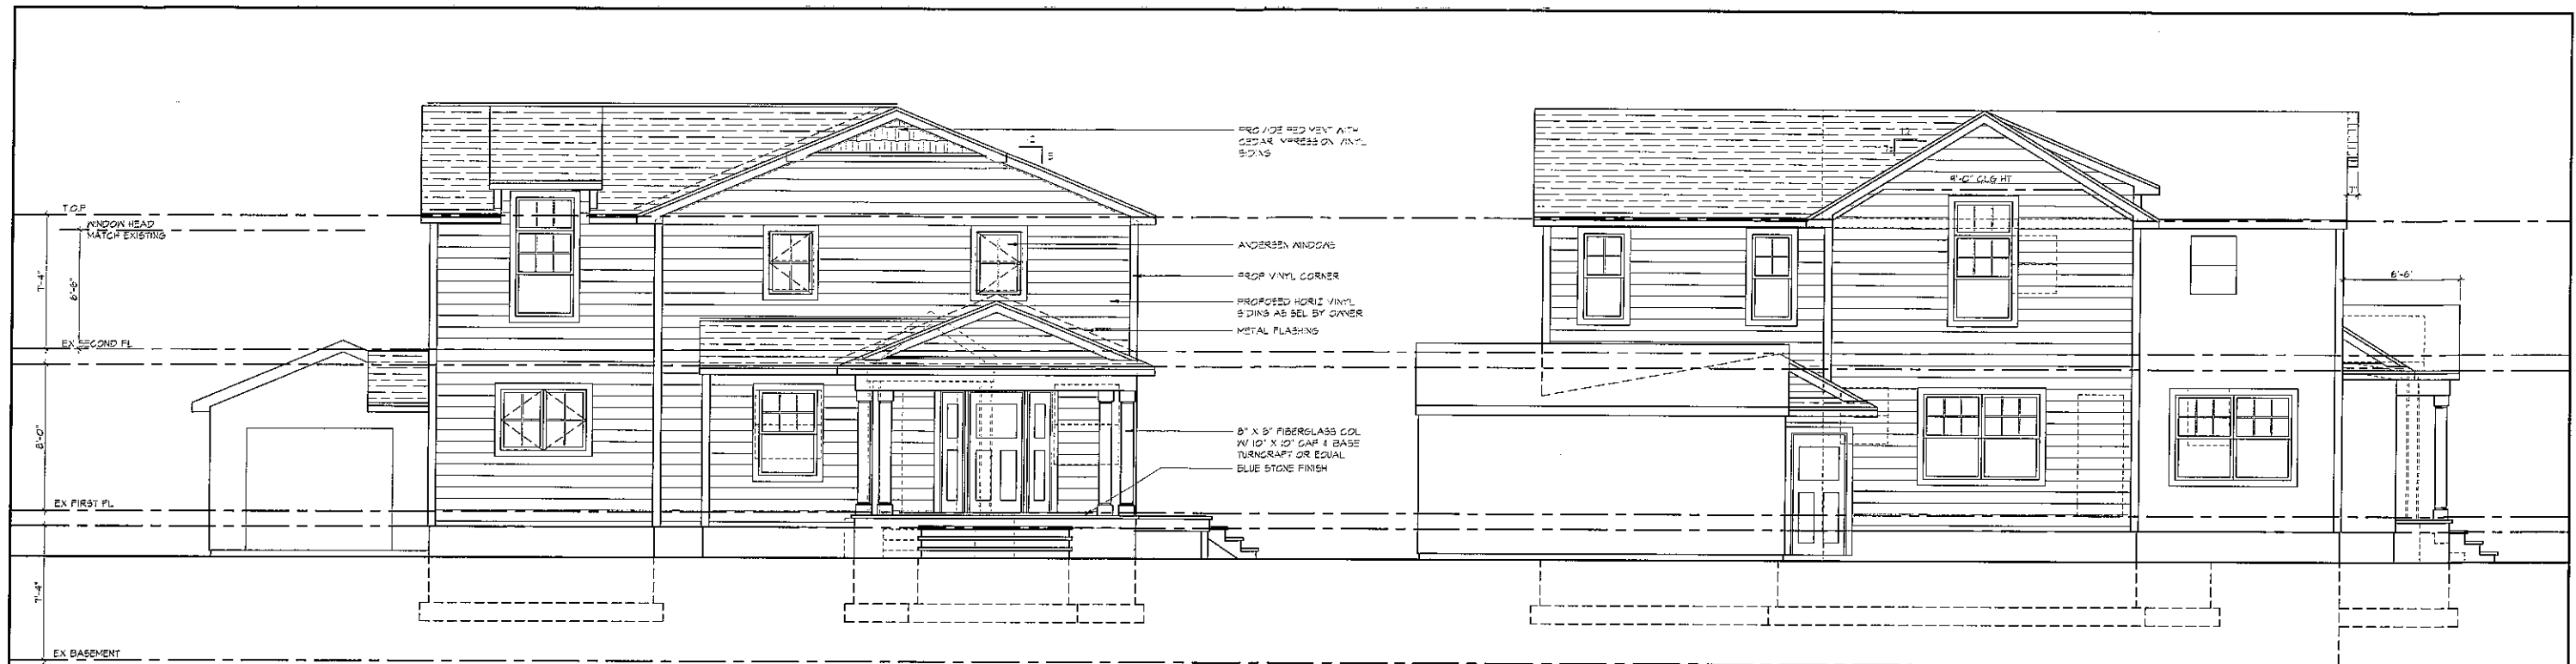 T.O.P
WINDOW HEAD
MATCH EXISTING
7'-4"
6'-6"
EX SECOND FL
8'-0"
EX FIRST FL
7'-4"
EX BASEMENT
PROVIDE PEDIMENT WITH
CEDAR IMPRESSION VINYL
SIDING
12
5
ANDERSEN WINDOWS
PROP VINYL CORNER
PROPOSED HORIZ VINYL
SIDING AS SEL BY OWNER
METAL FLASHING
8" X 8" FIBERGLASS COL
W/ 10" X 10" CAP & BASE
TURNCRAFT OR EQUAL
BLUE STONE FINISH
12
9'-0" CLG HT
6'-6"